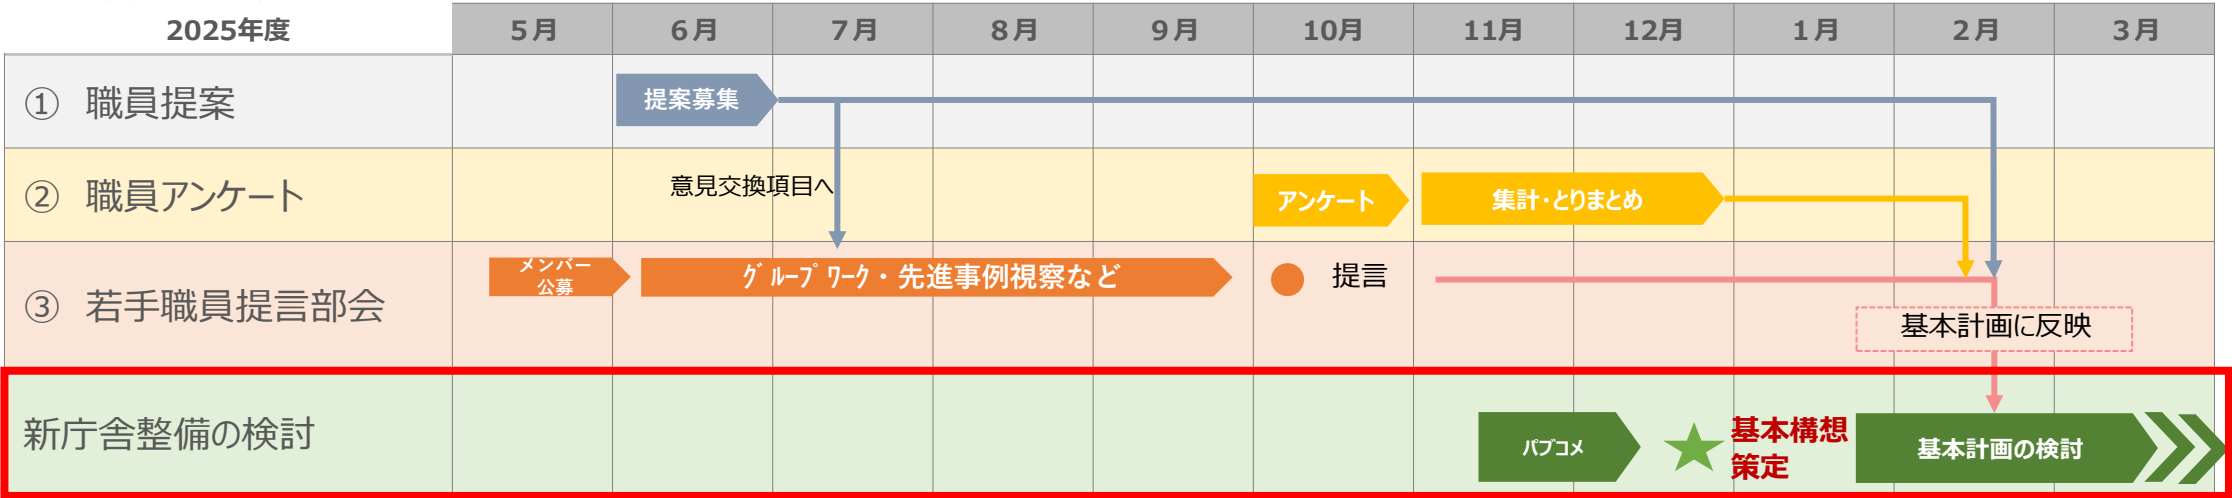 2025年度 5月 6月 7月 8月 9月 10月 11月 12月 1月 2月 3月
① 職員提案
提案募集
② 職員アンケート
意見交換項目へ
アンケート
集計・とりまとめ
③ 若手職員提言部会
メンバー
公募
ｸﾞﾙｰﾌﾟﾜｰｸ・先進事例視察など
提言
基本計画に反映
新庁舎整備の検討
パブコメ
基本構想
策定
基本計画の検討